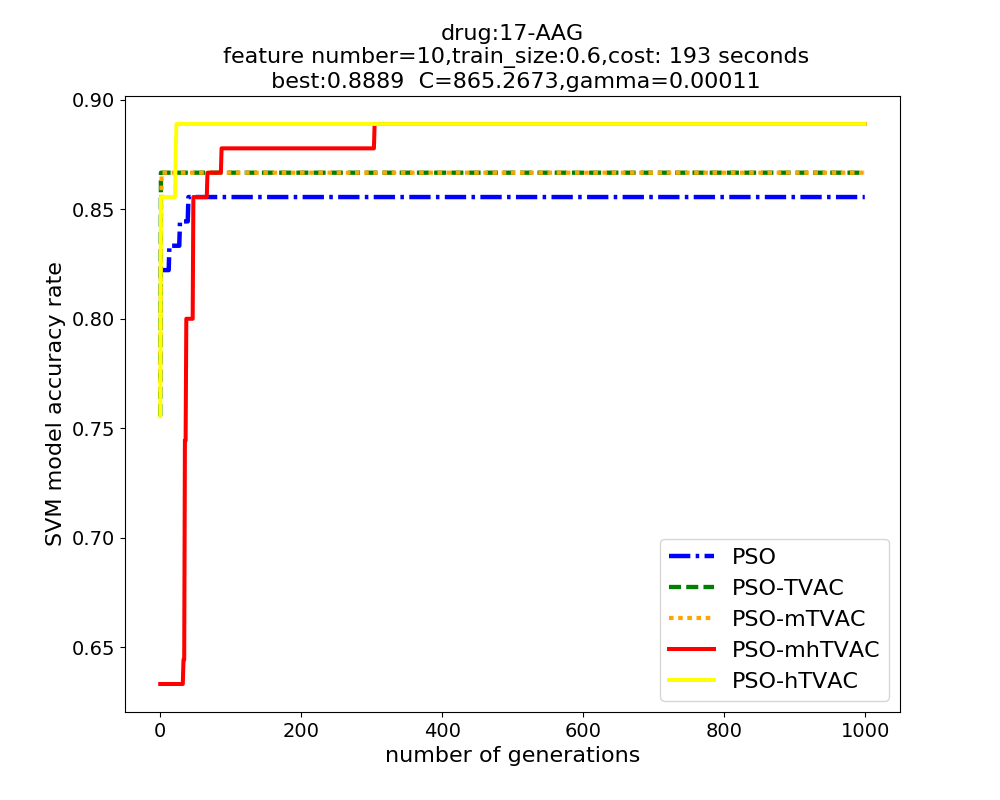 drug:17-AAG
feature number=10,train_size:0.6,cost: 193 seconds
best:0.8889  C=865.2673,gamma=0.00011
0.90
0.85
0.80
0.75
0.70
0.65
SVM model accuracy rate
PSO
PSO-TVAC
PSO-mTVAC
PSO-mhTVAC
PSO-hTVAC
0 200 400 600 800 1000
number of generations